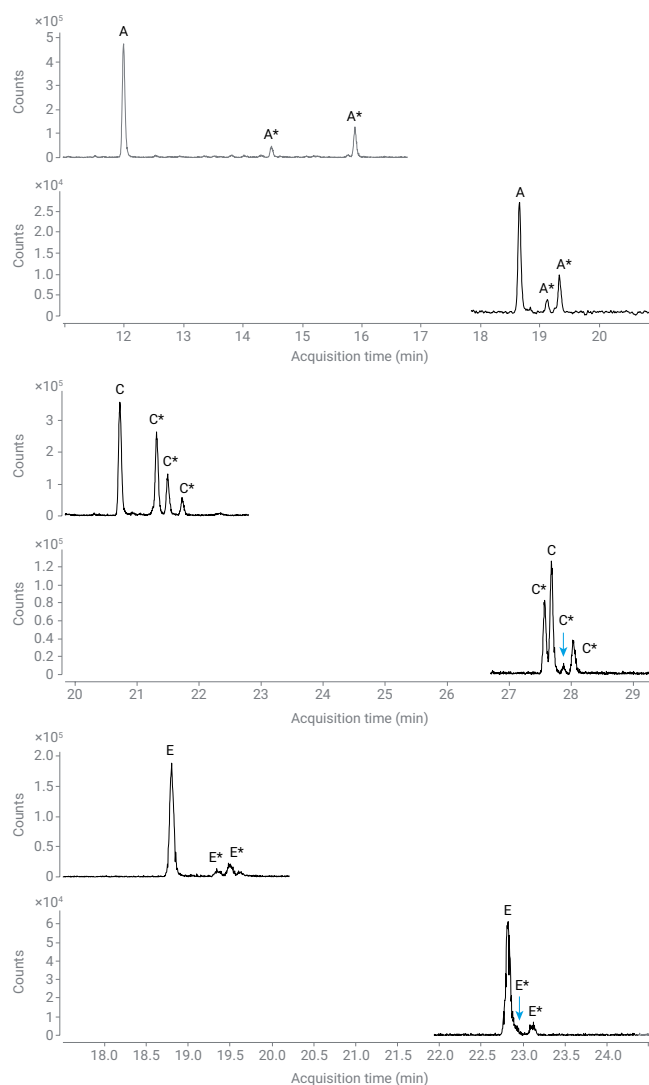 ×10⁵
A
5
4
3
2
1
0
Counts
A*
A*
×10⁴
A
2.5
2.0
1.5
1.0
0.5
0
Counts
A*
A*
12 13 14 15 16 17 18 19 20
Acquisition time (min)
×10⁵
C
3
2
1
0
Counts
C*
C*
C*
×10⁵
C
1.2
1.0
0.8
0.6
0.4
0.2
0
Counts
C*
C*
C*
20 21 22 23 24 25 26 27 28 29
Acquisition time (min)
×10⁵
E
2.0
1.5
1.0
0.5
0
Counts
E*
E*
×10⁴
E
6
5
4
3
2
1
0
Counts
E*
E*
18.0 18.5 19.0 19.5 20.0 20.5 21.0 21.5 22.0 22.5 23.0 23.5 24.0
Acquisition time (min)